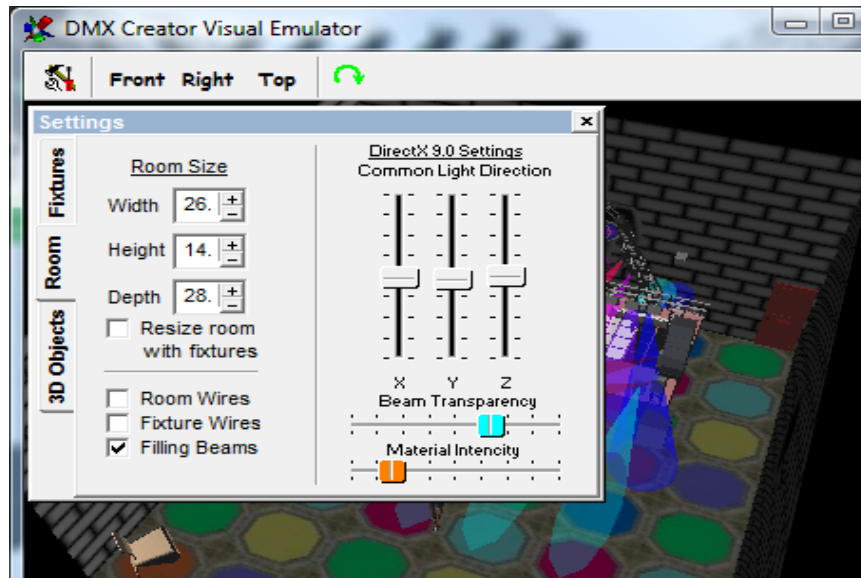 DMX Creator Visual Emulator
Front Right Top
Settings
Fixtures
Room
3D Objects
Room Size
Width 26.
Height 14.
Depth 28.
Resize room
with fixtures
Room Wires
Fixture Wires
Filling Beams
DirectX 9.0 Settings
Common Light Direction
X Y Z
Beam Transparency
Material Intencity